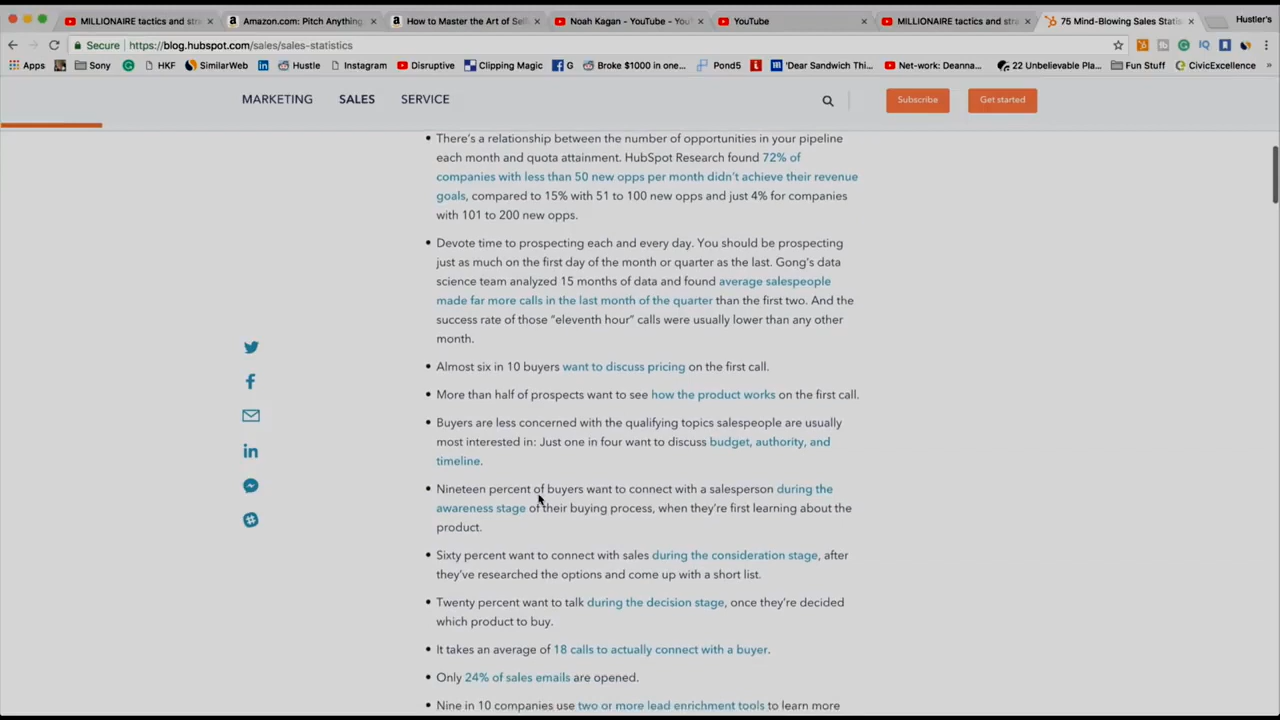 MILLIONAIRE tactics and stra
Amazon.com: Pitch Anything
How to Master the Art of Sell
Noah Kagan - YouTube - You
YouTube
MILLIONAIRE tactics and stra
75 Mind-Blowing Sales Statis
Hustler's
Secure
https://blog.hubspot.com/sales/sales-statistics
Apps
Sony
HKF
SimilarWeb
Hustle
Instagram
Disruptive
Clipping Magic
G
Broke $1000 in one...
Pond5
'Dear Sandwich Thi...
Net-work: Deanna...
22 Unbelievable Pla...
Fun Stuff
CivicExcellence
»
MARKETING
SALES
SERVICE
Subscribe
Get started
• There's a relationship between the number of opportunities in your pipeline
each month and quota attainment. HubSpot Research found 72% of
companies with less than 50 new opps per month didn't achieve their revenue
goals, compared to 15% with 51 to 100 new opps and just 4% for companies
with 101 to 200 new opps.
• Devote time to prospecting each and every day. You should be prospecting
just as much on the first day of the month or quarter as the last. Gong's data
science team analyzed 15 months of data and found average salespeople
made far more calls in the last month of the quarter than the first two. And the
success rate of those "eleventh hour" calls were usually lower than any other
month.
• Almost six in 10 buyers want to discuss pricing on the first call.
• More than half of prospects want to see how the product works on the first call.
• Buyers are less concerned with the qualifying topics salespeople are usually
most interested in: Just one in four want to discuss budget, authority, and
timeline.
• Nineteen percent of buyers want to connect with a salesperson during the
awareness stage of their buying process, when they're first learning about the
product.
• Sixty percent want to connect with sales during the consideration stage, after
they've researched the options and come up with a short list.
• Twenty percent want to talk during the decision stage, once they're decided
which product to buy.
• It takes an average of 18 calls to actually connect with a buyer.
• Only 24% of sales emails are opened.
• Nine in 10 companies use two or more lead enrichment tools to learn more